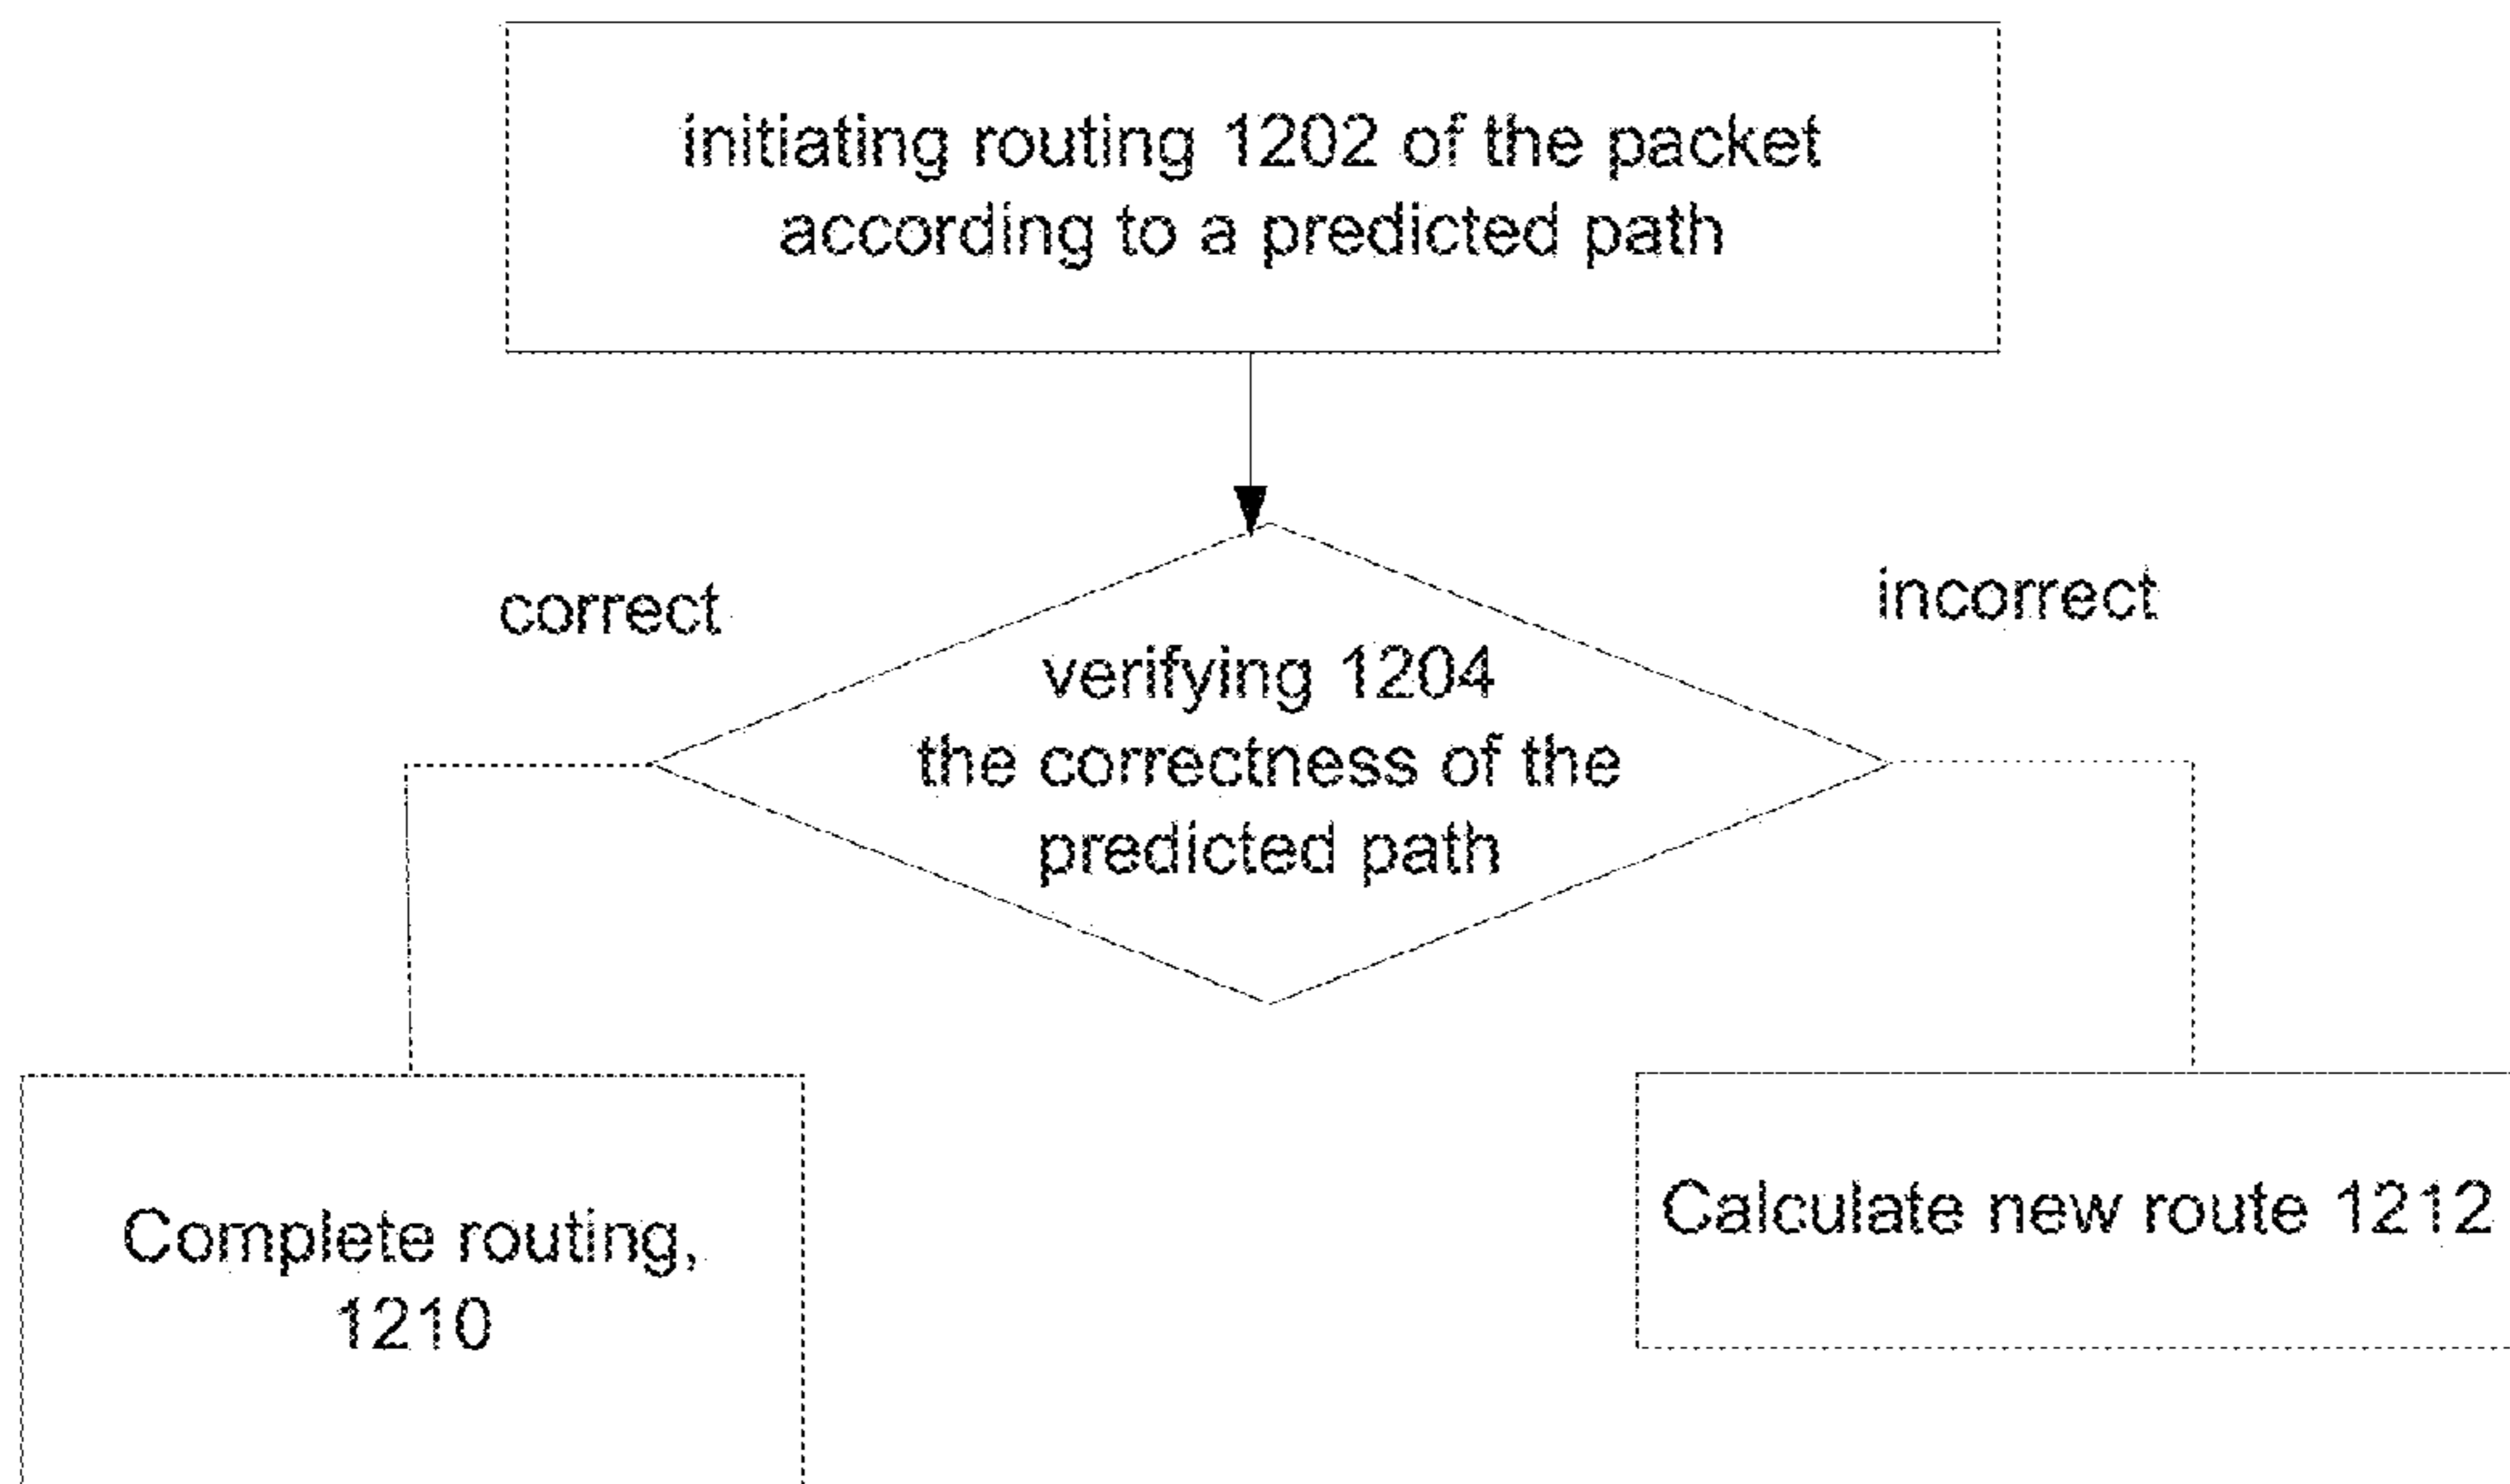 initiating routing 1202 of the packet
according to a predicted path
correct
incorrect
verifying 1204
the correctness of the
predicted path
Complete routing,
1210
Calculate new route 1212